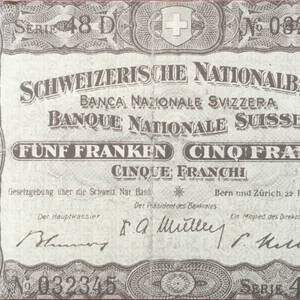 SERIE 48 D
No 032
SCHWEIZERISCHE NATIONALB
BANCA NAZIONALE SVIZZERA
BANQUE NATIONALE SUISSE
FÜNF FRANKEN CINQ FRAN
CINQUE FRANCHI
Gesetzgebung über die Schweiz. Nat. Bank
Bern und Zürich, 22.
Der Präsident des Bankrates
Der Hauptkassier
Ein Mitglied des Direkto
No 032345
SERIE 4